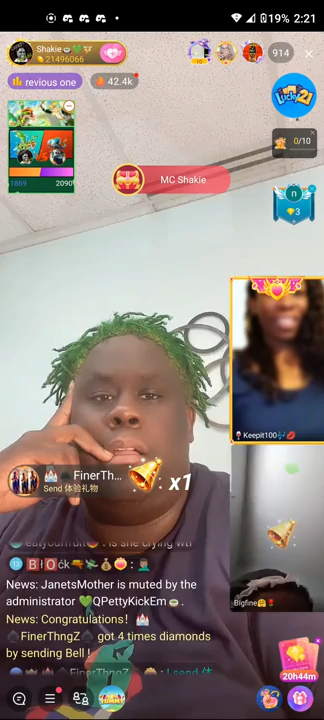 19% 2:21
Shakie
21496066
914
revious one
42.4k
Lucky21
0/10
1869 2090
MC Shakie
n
3
Keepit100
FinerTh...
Send 体验礼物
x1
is she crying wtf
News: JanetsMother is muted by the
administrator 💚QPettyKickEm☕.
News: Congratulations!
♠FinerThngZ♠ got 4 times diamonds
by sending Bell !
FinerThngZ
Bigfine
20h44m